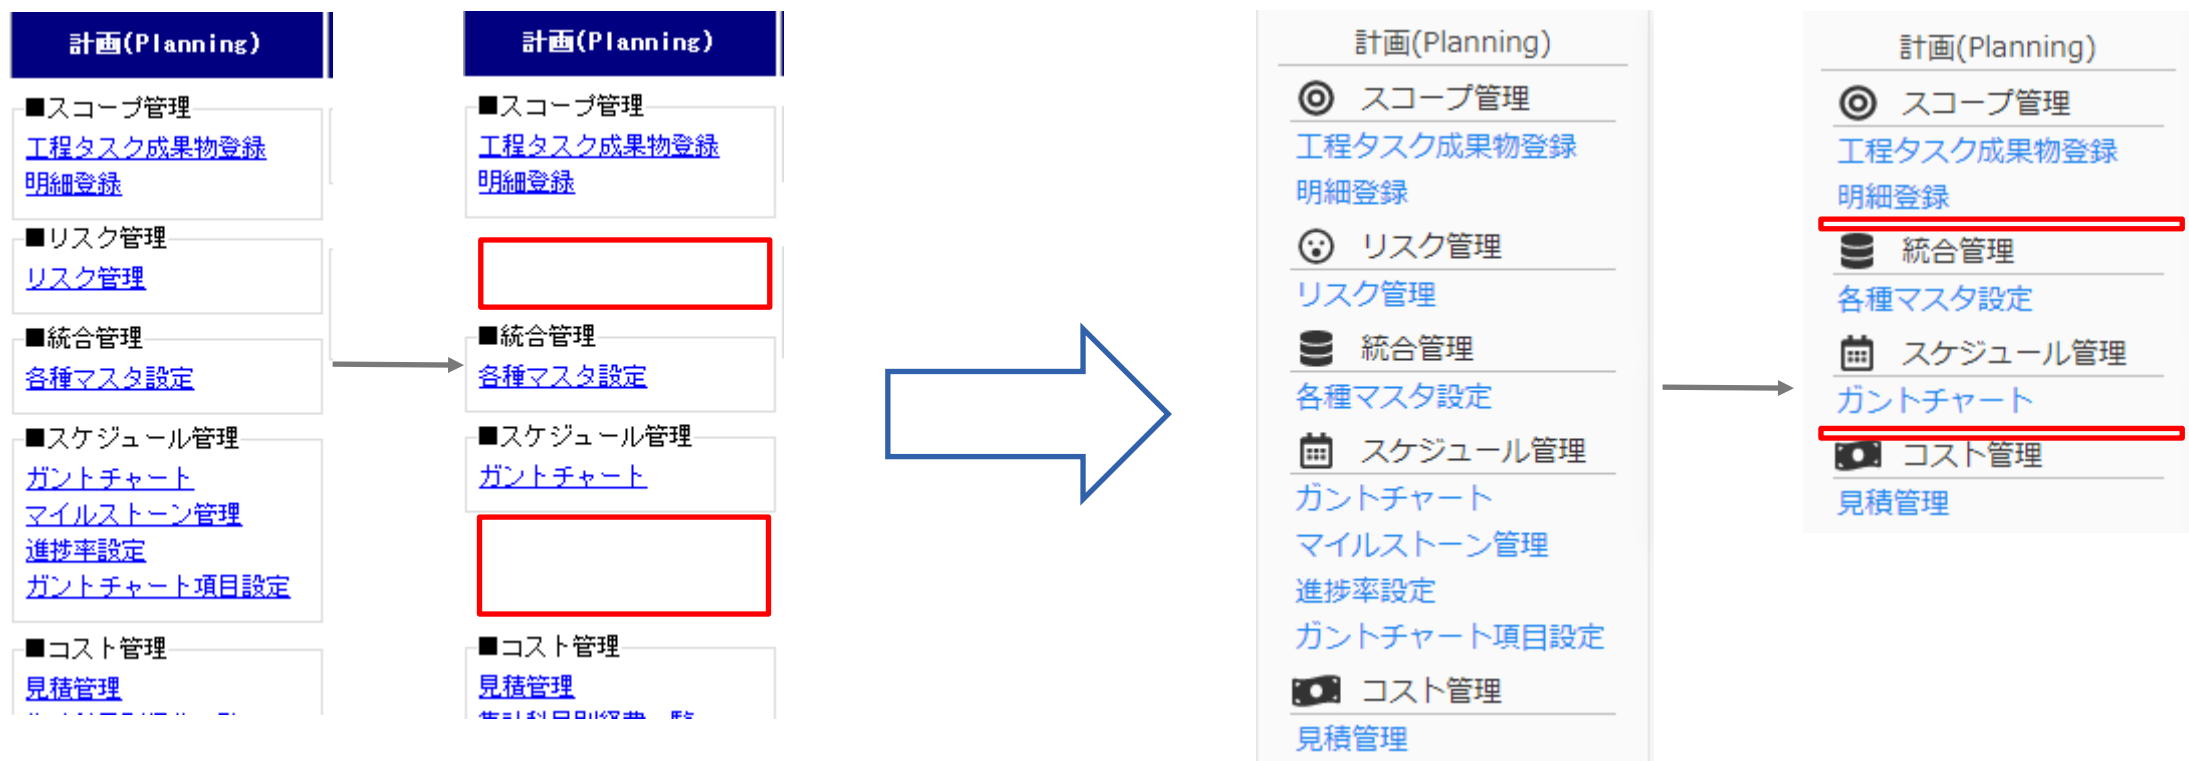 計画(Planning)
■スコープ管理
工程タスク成果物登録
明細登録
■リスク管理
リスク管理
■統合管理
各種マスタ設定
■スケジュール管理
ガントチャート
マイルストーン管理
進捗率設定
ガントチャート項目設定
■コスト管理
見積管理
計画(Planning)
■スコープ管理
工程タスク成果物登録
明細登録
■統合管理
各種マスタ設定
■スケジュール管理
ガントチャート
■コスト管理
見積管理
計画(Planning)
スコープ管理
工程タスク成果物登録
明細登録
リスク管理
リスク管理
統合管理
各種マスタ設定
スケジュール管理
ガントチャート
マイルストーン管理
進捗率設定
ガントチャート項目設定
コスト管理
見積管理
計画(Planning)
スコープ管理
工程タスク成果物登録
明細登録
統合管理
各種マスタ設定
スケジュール管理
ガントチャート
コスト管理
見積管理